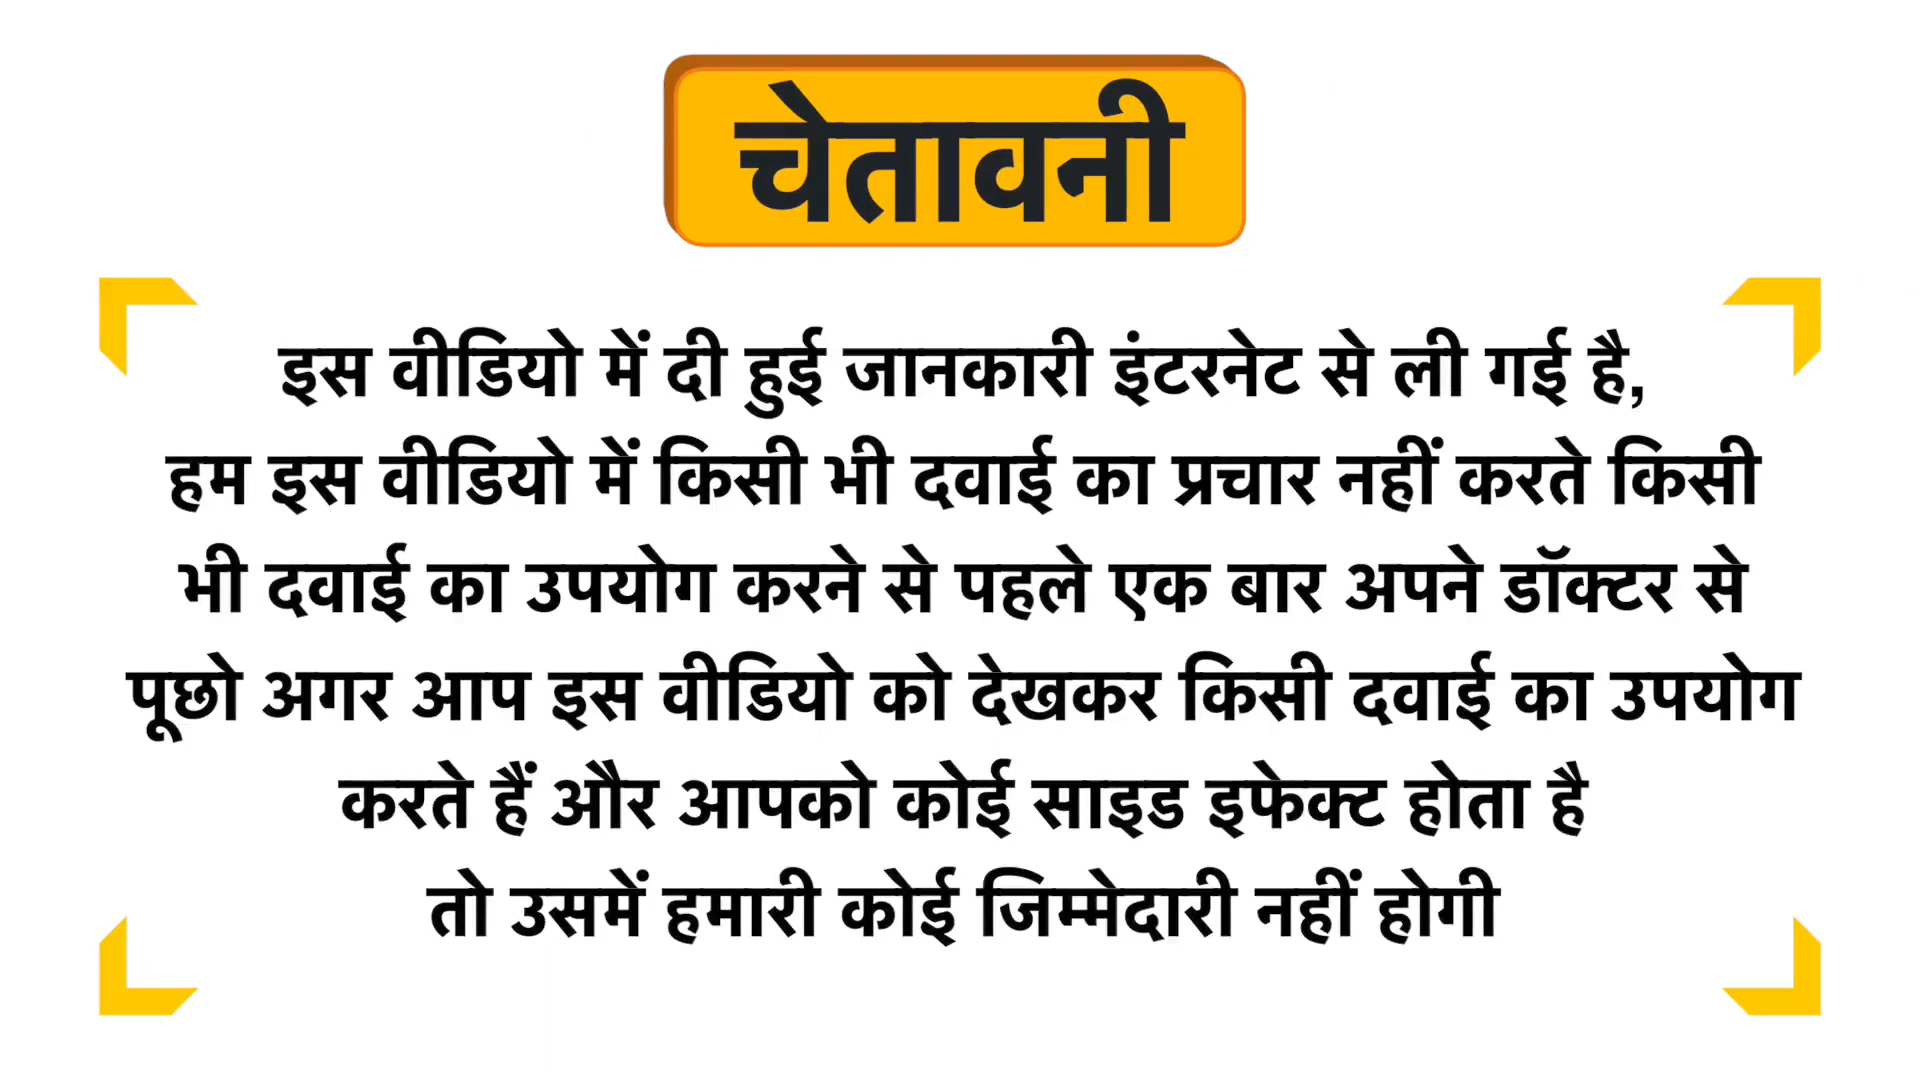 चेतावनी
इस वीडियो में दी हुई जानकारी इंटरनेट से ली गई है,
हम इस वीडियो में किसी भी दवाई का प्रचार नहीं करते किसी
भी दवाई का उपयोग करने से पहले एक बार अपने डॉक्टर से
पूछो अगर आप इस वीडियो को देखकर किसी दवाई का उपयोग
करते हैं और आपको कोई साइड इफेक्ट होता है
तो उसमें हमारी कोई जिम्मेदारी नहीं होगी